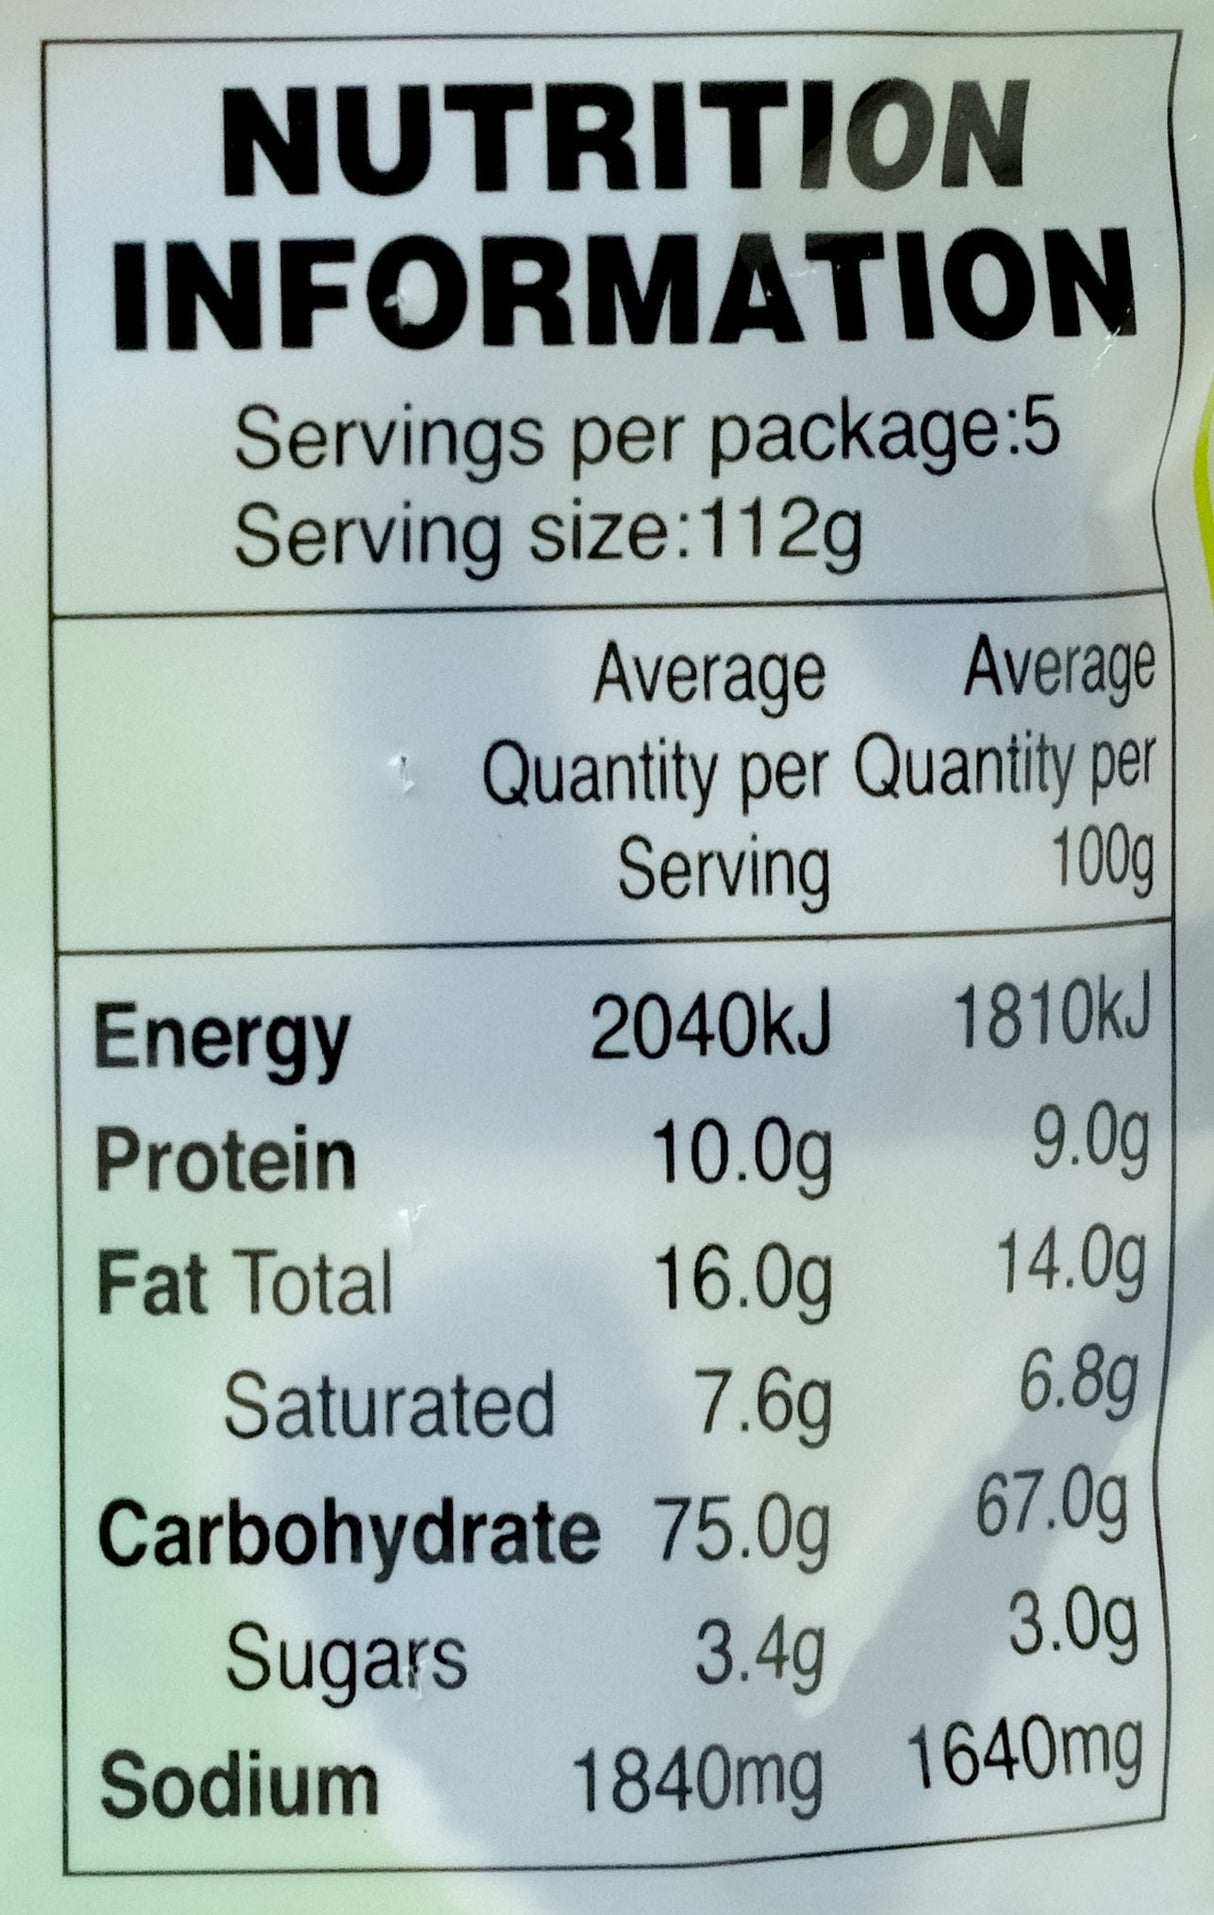 NUTRITION
INFORMATION
Servings per package:5
Serving size:112g
Average Average
Quantity per Quantity per
Serving 100g
Energy 2040kJ 1810kJ
Protein 10.0g 9.0g
Fat Total 16.0g 14.0g
Saturated 7.6g 6.8g
Carbohydrate 75.0g 67.0g
Sugars 3.4g 3.0g
Sodium 1840mg 1640mg